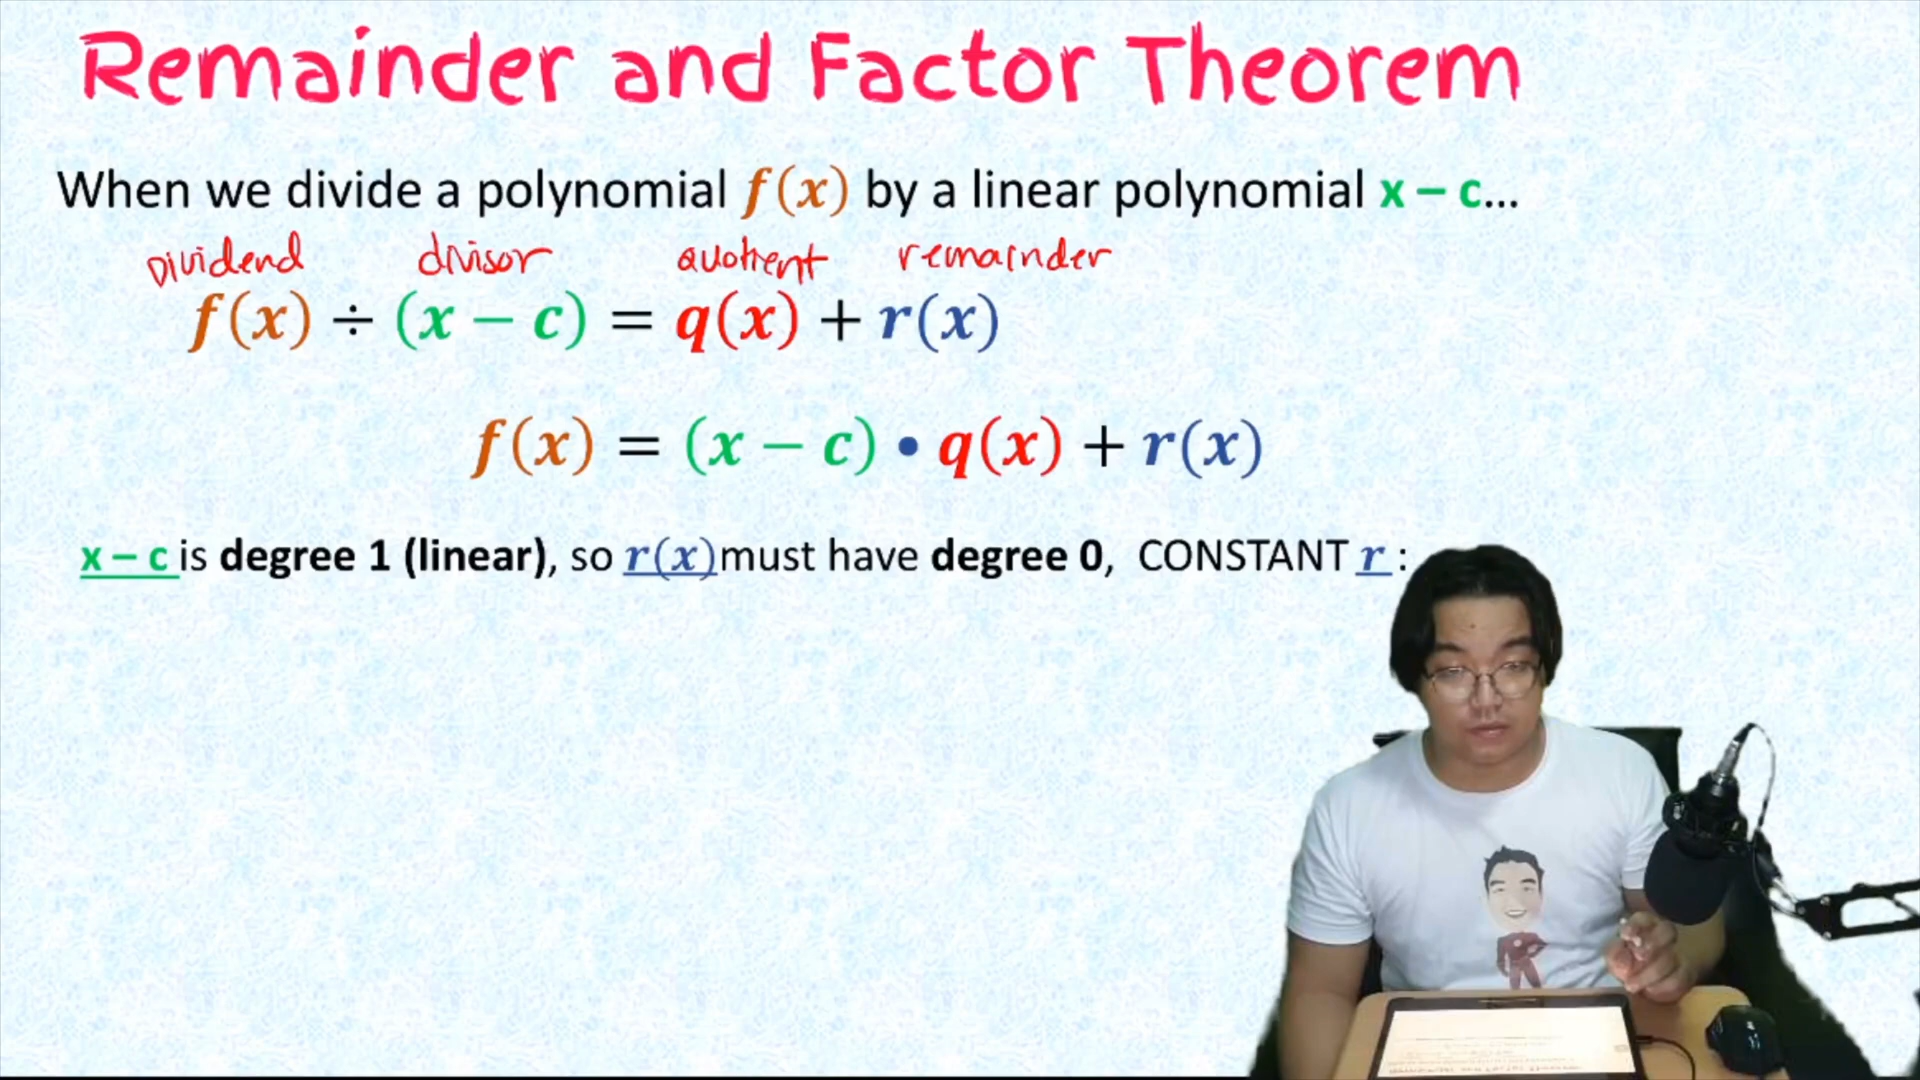 Remainder and Factor Theorem
When we divide a polynomial f(x) by a linear polynomial x – c...
Dividend divisor quotient remainder
f(x) ÷ (x − c) = q(x) + r(x)
f(x) = (x − c) • q(x) + r(x)
x – c is degree 1 (linear), so r(x) must have degree 0, CONSTANT r :